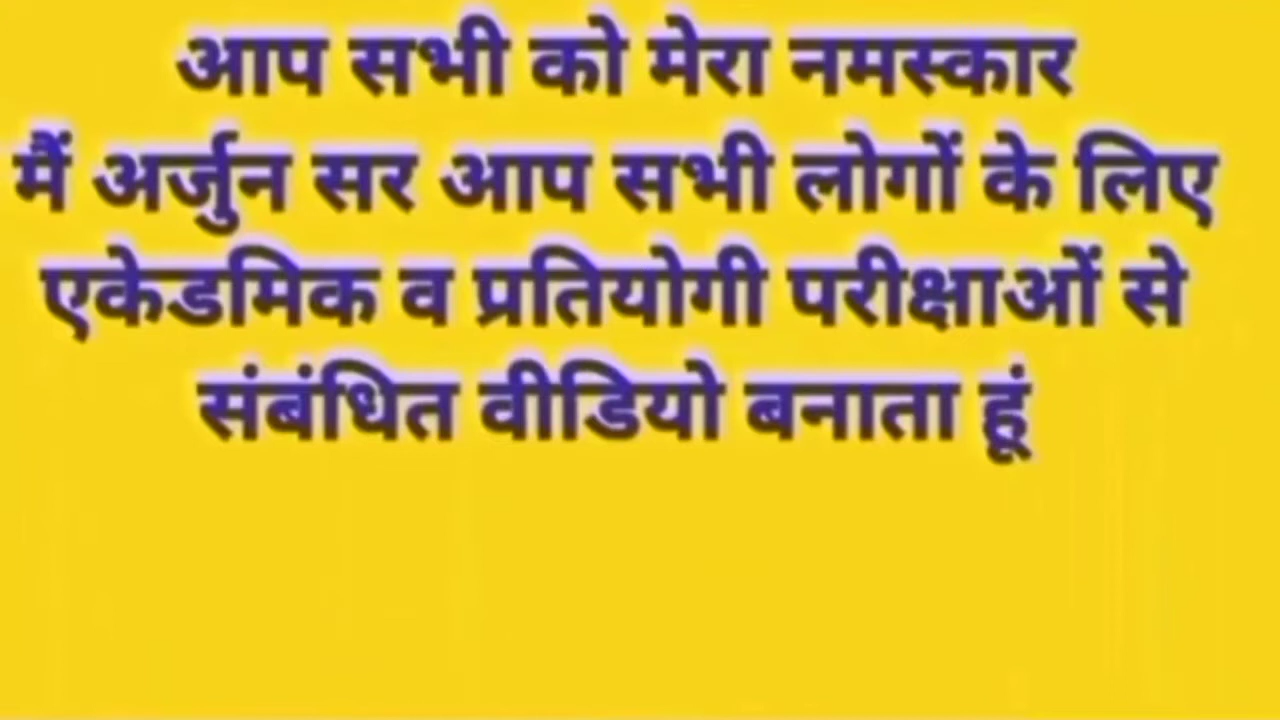 आप सभी को मेरा नमस्कार
मैं अर्जुन सर आप सभी लोगों के लिए
एकेडमिक व प्रतियोगी परीक्षाओं से
संबंधित वीडियो बनाता हूं